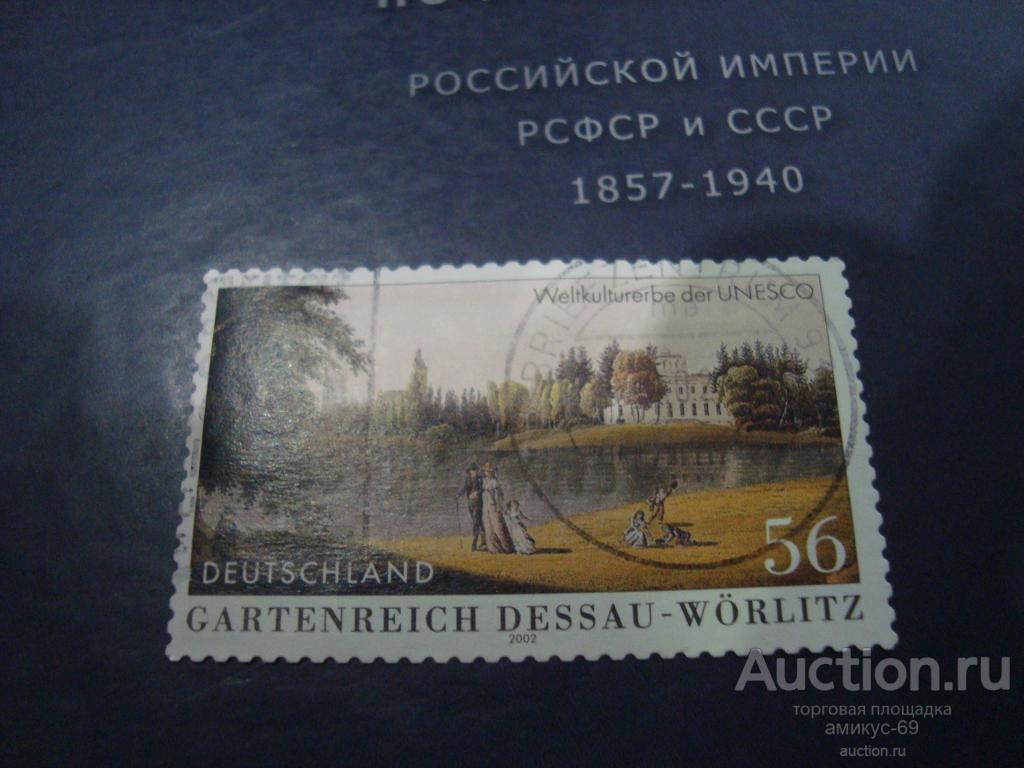 РОССИЙСКОЙ ИМПЕРИИ
РСФСР и СССР
1857-1940
Weltkulturerbe der UNESCO
BRIEFZENTRUM
56
DEUTSCHLAND
GARTENREICH DESSAU-WÖRLITZ
2002
Auction.ru
торговая площадка
амикус-69
auction.ru